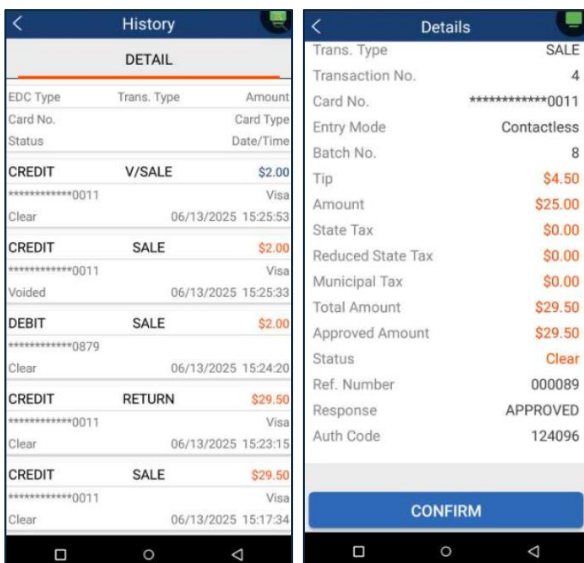 History
DETAIL
EDC Type Trans. Type Amount
Card No. Card Type
Status Date/Time
CREDIT V/SALE $2.00
************0011 Visa
Clear 06/13/2025 15:25:53
CREDIT SALE $2.00
************0011 Visa
Voided 06/13/2025 15:25:33
DEBIT SALE $2.00
************0879
Clear 06/13/2025 15:24:20
CREDIT RETURN $29.50
************0011 Visa
Clear 06/13/2025 15:23:15
CREDIT SALE $29.50
************0011 Visa
Clear 06/13/2025 15:17:34
Details
Trans. Type SALE
Transaction No. 4
Card No. ************0011
Entry Mode Contactless
Batch No. 8
Tip $4.50
Amount $25.00
State Tax $0.00
Reduced State Tax $0.00
Municipal Tax $0.00
Total Amount $29.50
Approved Amount $29.50
Status Clear
Ref. Number 000089
Response APPROVED
Auth Code 124096
CONFIRM